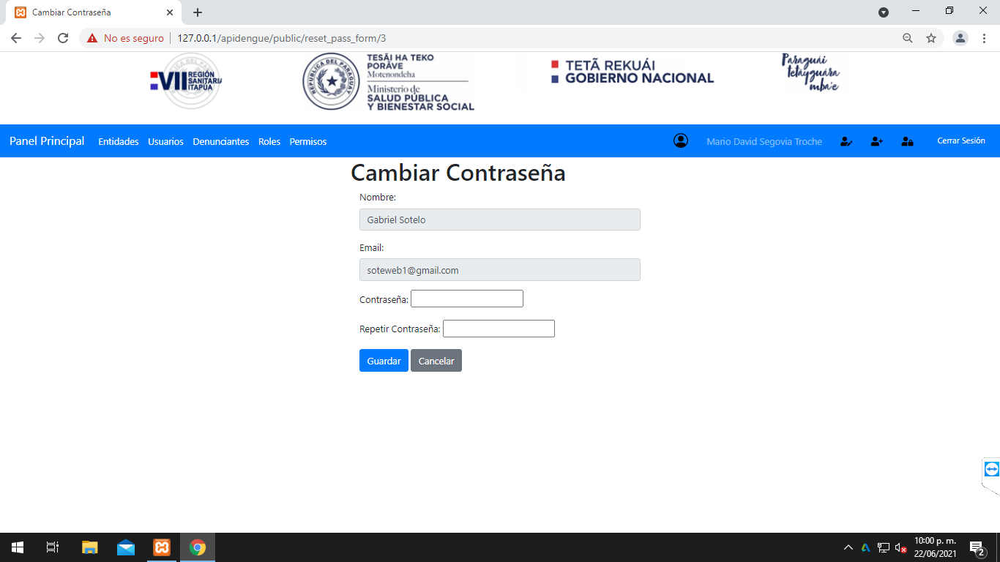 Cambiar Contraseña
No es seguro 127.0.0.1/apidengue/public/reset_pass_form/3
VII REGIÓN SANITARIA ITAPÚA
REPUBLICA DEL PARAGUAY
TESÃI HA TEKO
PORÃVE
Motenondeha
Ministerio de
SALUD PÚBLICA
Y BIENESTAR SOCIAL
TETÃ REKUÁI
GOBIERNO NACIONAL
Paraguái
tetãyguára
mba'e
Panel Principal Entidades Usuarios Denunciantes Roles Permisos Mario David Segovia Troche Cerrar Sesión
Cambiar Contraseña
Nombre:
Gabriel Sotelo
Email:
soteweb1@gmail.com
Contraseña:
Repetir Contraseña:
Guardar Cancelar
10:00 p. m.
22/06/2021
2